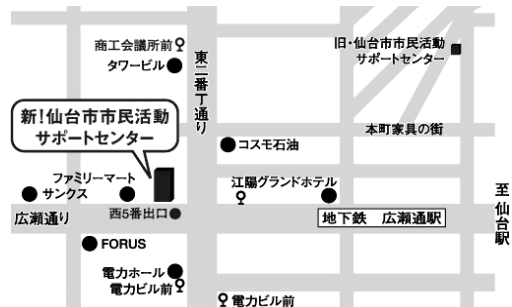 商工会議所前
タワービル
東二番丁通り
旧・仙台市市民活動
サポートセンター
新!仙台市市民活動
サポートセンター
本町家具の街
コスモ石油
ファミリーマート
サンクス
江陽グランドホテル
至仙台駅
広瀬通り
西5番出口
地下鉄 広瀬通駅
FORUS
電力ホール
電力ビル前
電力ビル前